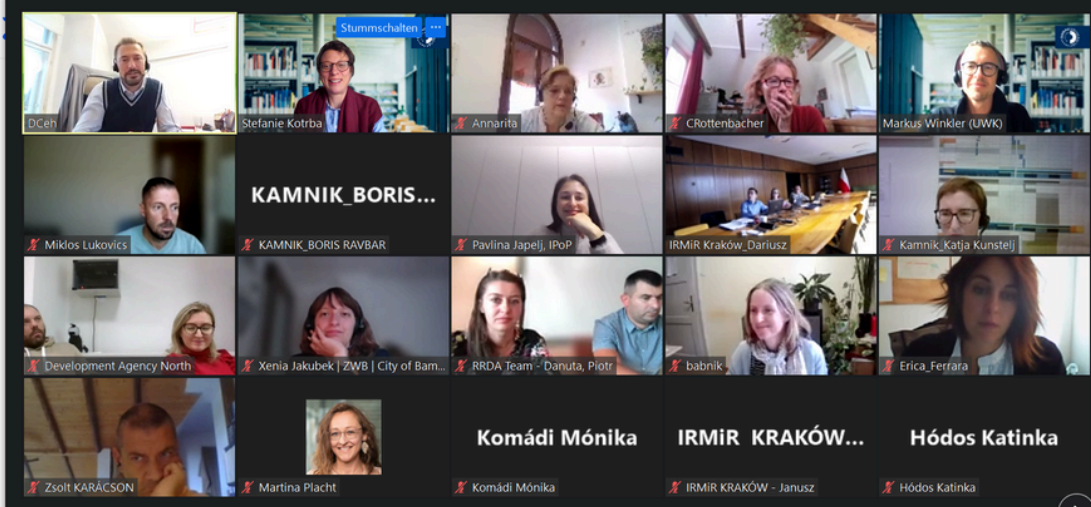 Stummschalten ...
DCeh
Stefanie Kotrba
Annarita
CRottenbacher
Markus Winkler (UWK)
KAMNIK_BORIS...
Miklos Lukovics
KAMNIK_BORIS RAVBAR
Pavlina Japelj, IPoP
IRMiR Kraków_Dariusz
Kamnik_Katja Kunstelj
Development Agency North
Xenia Jakubek | ZWB | City of Bam...
RRDA Team - Danuta, Piotr
babnik
Erica_Ferrara
Komádi Mónika
IRMiR KRAKÓW...
Hódos Katinka
Zsolt KARÁCSON
Martina Placht
Komádi Mónika
IRMiR KRAKÓW - Janusz
Hódos Katinka